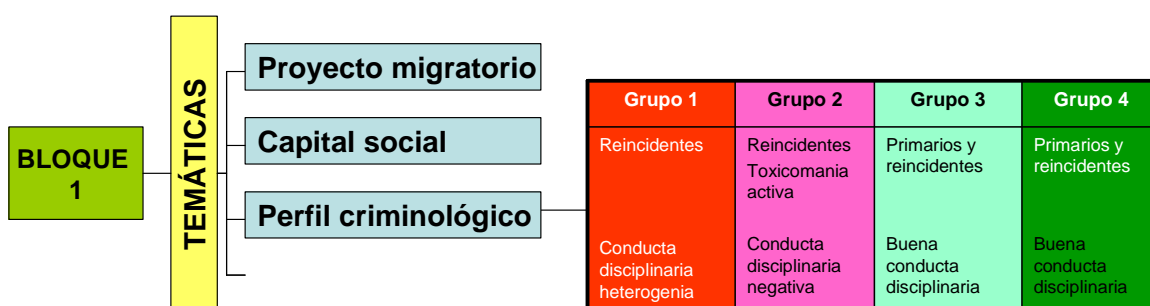 BLOQUE
1
TEMÁTICAS
Proyecto migratorio
Capital social
Perfil criminológico
Grupo 1
Grupo 2
Grupo 3
Grupo 4
Reincidentes
Conducta
disciplinaria
heterogenia
Reincidentes
Toxicomania
activa
Conducta
disciplinaria
negativa
Primarios y
reincidentes
Buena
conducta
disciplinaria
Primarios y
reincidentes
Buena
conducta
disciplinaria